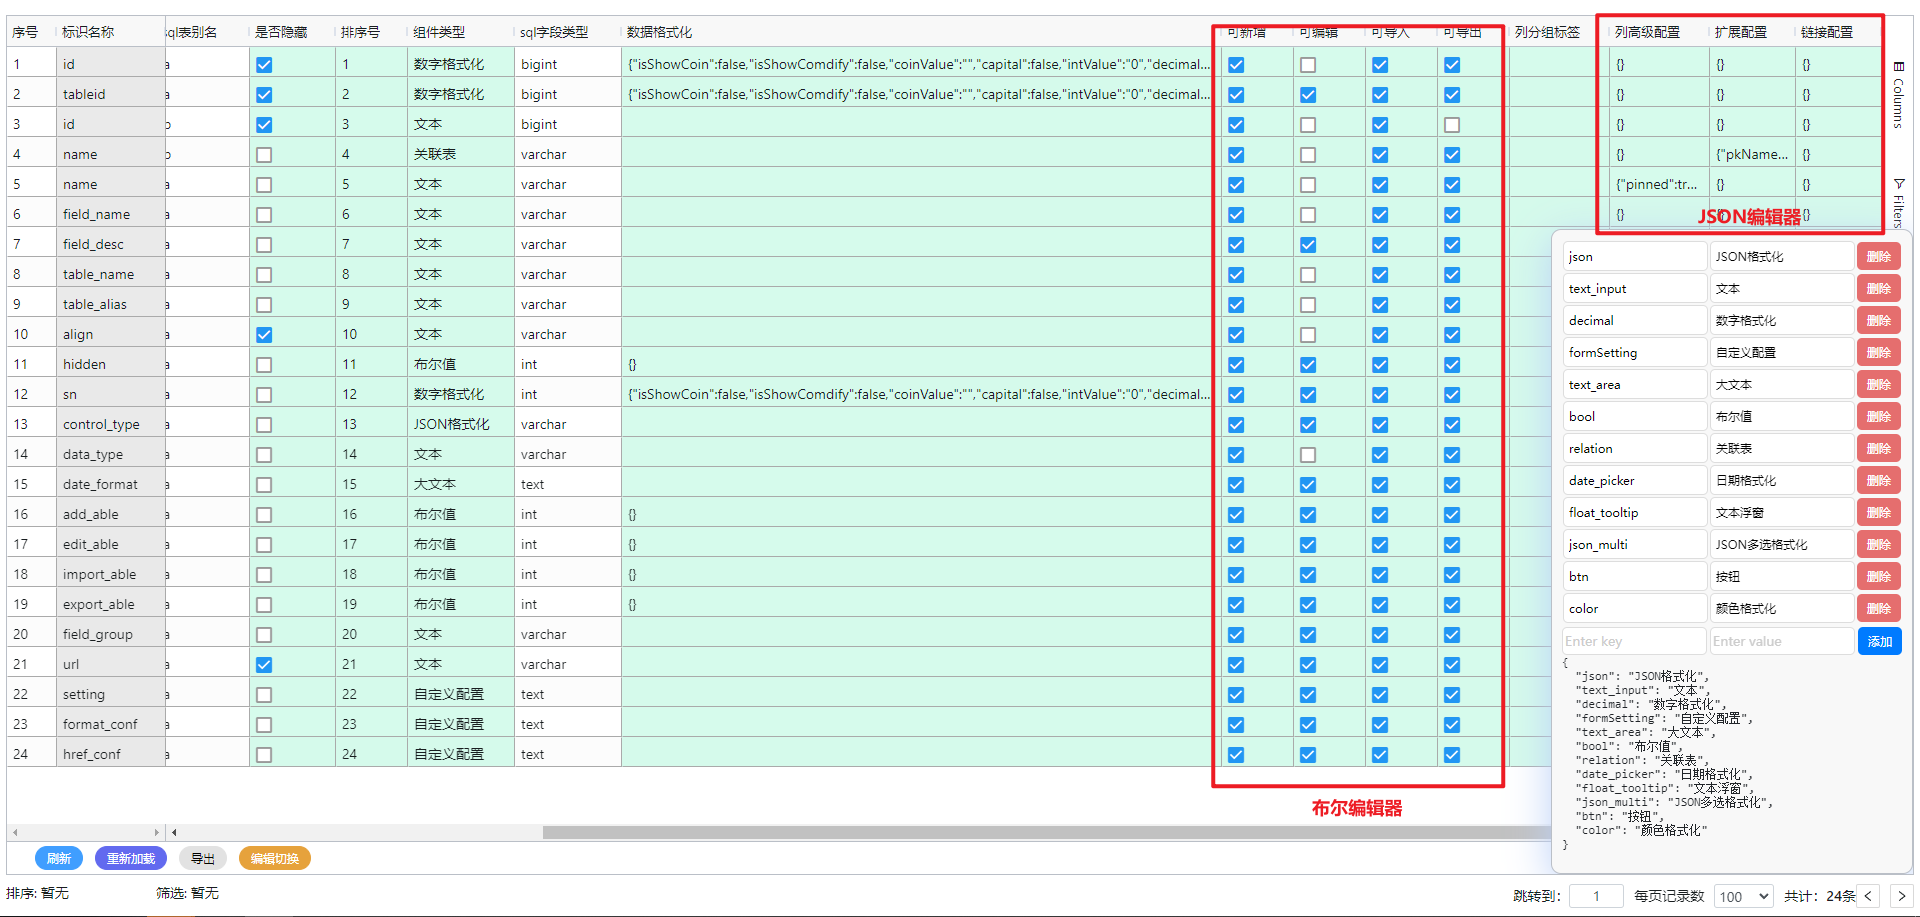 序号 标识名称 sql表别名 是否隐藏 排序号 组件类型 sql字段类型 数据格式化 可新增 可编辑 可导入 可导出 列分组标签 列高级配置 扩展配置 链接配置
1 id a 1 数字格式化 bigint {"isShowCoin":false,"isShowComdify":false,"coinValue":"","capital":false,"intValue":"0","decimal... {} {} {}
2 tableid a 2 数字格式化 bigint {"isShowCoin":false,"isShowComdify":false,"coinValue":"","capital":false,"intValue":"0","decimal... {} {} {}
3 id 3 文本 bigint {} {} {}
4 name 4 关联表 varchar {} {"pkName... {}
5 name a 5 文本 varchar {"pinned":tr... {} {}
6 field_name a 6 文本 varchar {} {} {}
7 field_desc a 7 文本 varchar
8 table_name a 8 文本 varchar
9 table_alias a 9 文本 varchar
10 align a 10 文本 varchar
11 hidden a 11 布尔值 int {}
12 sn a 12 数字格式化 int {"isShowCoin":false,"isShowComdify":false,"coinValue":"","capital":false,"intValue":"0","decimal...
13 control_type a 13 JSON格式化 varchar
14 data_type a 14 文本 varchar
15 date_format a 15 大文本 text
16 add_able a 16 布尔值 int {}
17 edit_able a 17 布尔值 int {}
18 import_able a 18 布尔值 int {}
19 export_able a 19 布尔值 int {}
20 field_group a 20 文本 varchar
21 url a 21 文本 varchar
22 setting a 22 自定义配置 text
23 format_conf a 23 自定义配置 text
24 href_conf a 24 自定义配置 text
Columns
Filters
JSON编辑器
布尔编辑器
json JSON格式化 删除
text_input 文本 删除
decimal 数字格式化 删除
formSetting 自定义配置 删除
text_area 大文本 删除
bool 布尔值 删除
relation 关联表 删除
date_picker 日期格式化 删除
float_tooltip 文本浮窗 删除
json_multi JSON多选格式化 删除
btn 按钮 删除
color 颜色格式化 删除
Enter key Enter value 添加
{
"json": "JSON格式化",
"text_input": "文本",
"decimal": "数字格式化",
"formSetting": "自定义配置",
"text_area": "大文本",
"bool": "布尔值",
"relation": "关联表",
"date_picker": "日期格式化",
"float_tooltip": "文本浮窗",
"json_multi": "JSON多选格式化",
"btn": "按钮",
"color": "颜色格式化"
}
刷新 重新加载 导出 编辑切换
排序: 暂无 筛选: 暂无
跳转到: 1 每页记录数 100 共计: 24条 < >